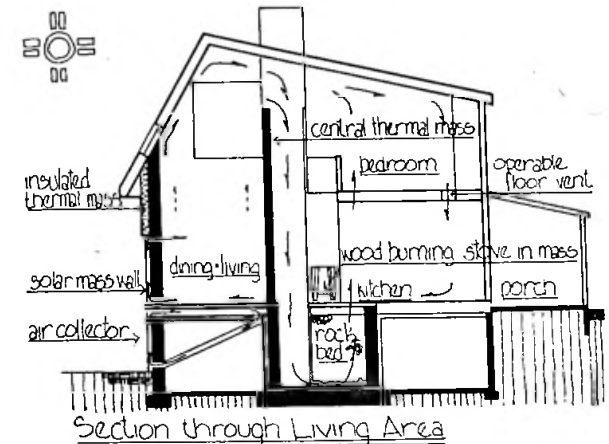 central thermal mass
bedroom
operable
floor vent
insulated
thermal mass
dining • living
wood burning stove in mass
solar mass wall
kitchen
porch
air collector
rock
bed
Section through Living Area